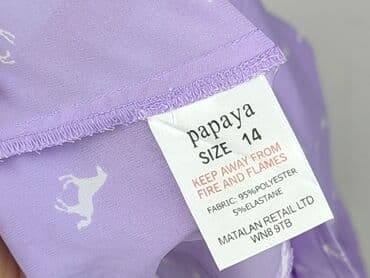 papaya
SIZE 14
KEEP AWAY FROM
FIRE AND FLAMES
FABRIC: 95%POLYESTER
5%ELASTANE
MATALAN RETAIL LTD
WN8 9TB